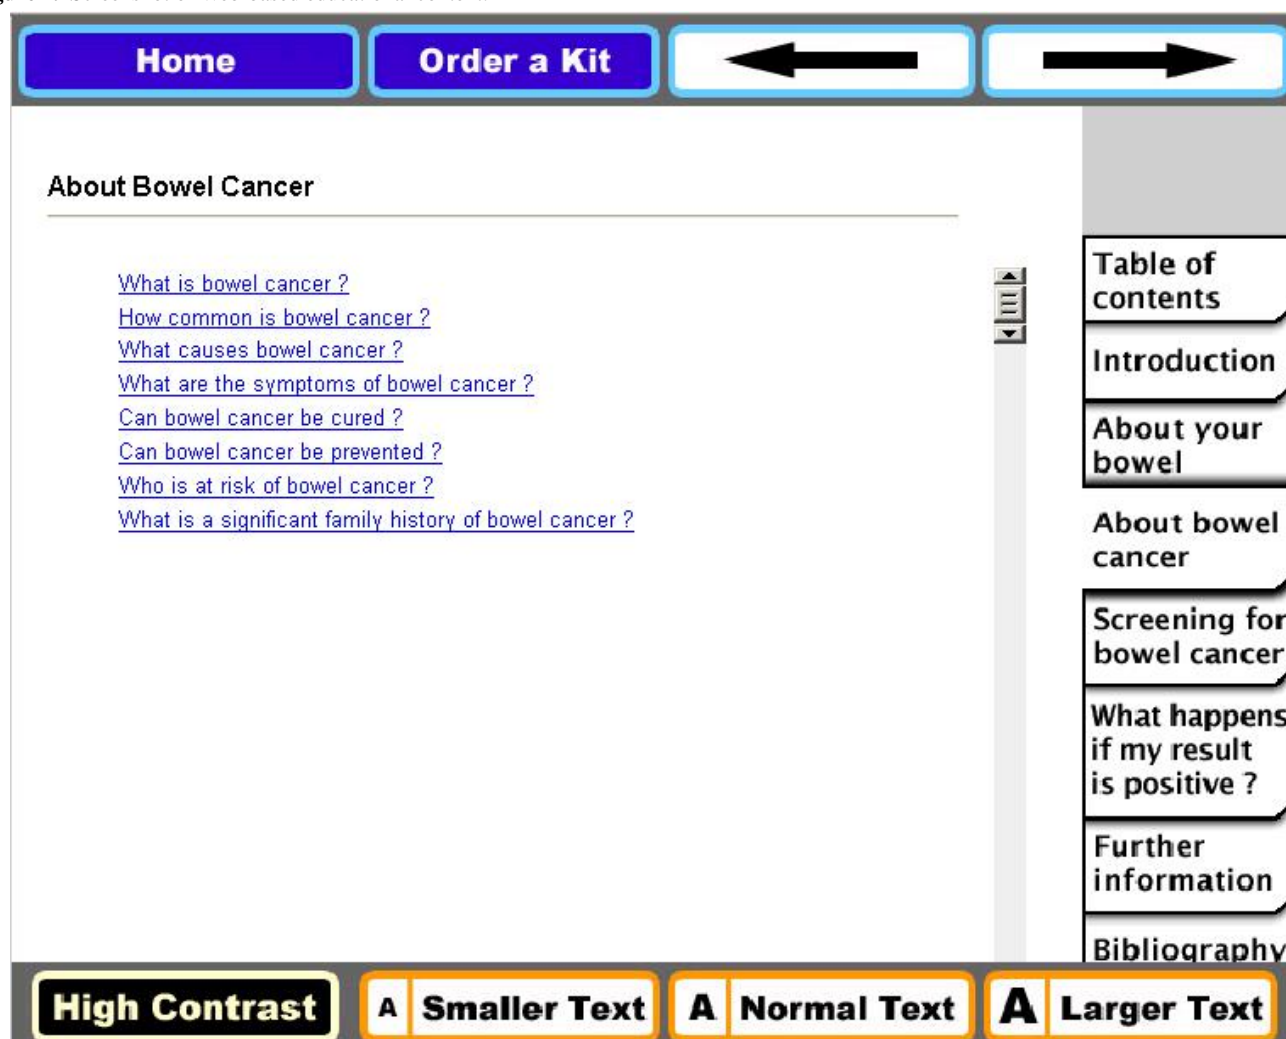 Home
Order a Kit
About Bowel Cancer
What is bowel cancer ?
How common is bowel cancer ?
What causes bowel cancer ?
What are the symptoms of bowel cancer ?
Can bowel cancer be cured ?
Can bowel cancer be prevented ?
Who is at risk of bowel cancer ?
What is a significant family history of bowel cancer ?
Table of
contents
Introduction
About your
bowel
About bowel
cancer
Screening for
bowel cancer
What happens
if my result
is positive ?
Further
information
Bibliography
High Contrast
A Smaller Text
A Normal Text
A Larger Text